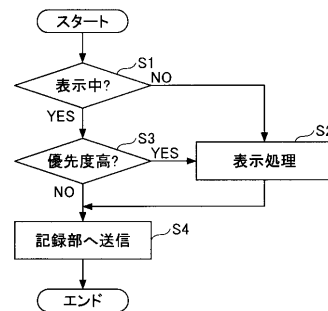 スタート
S1
表示中?
NO
YES
S3
S2
優先度高?
YES
表示処理
NO
S4
記録部へ送信
エンド